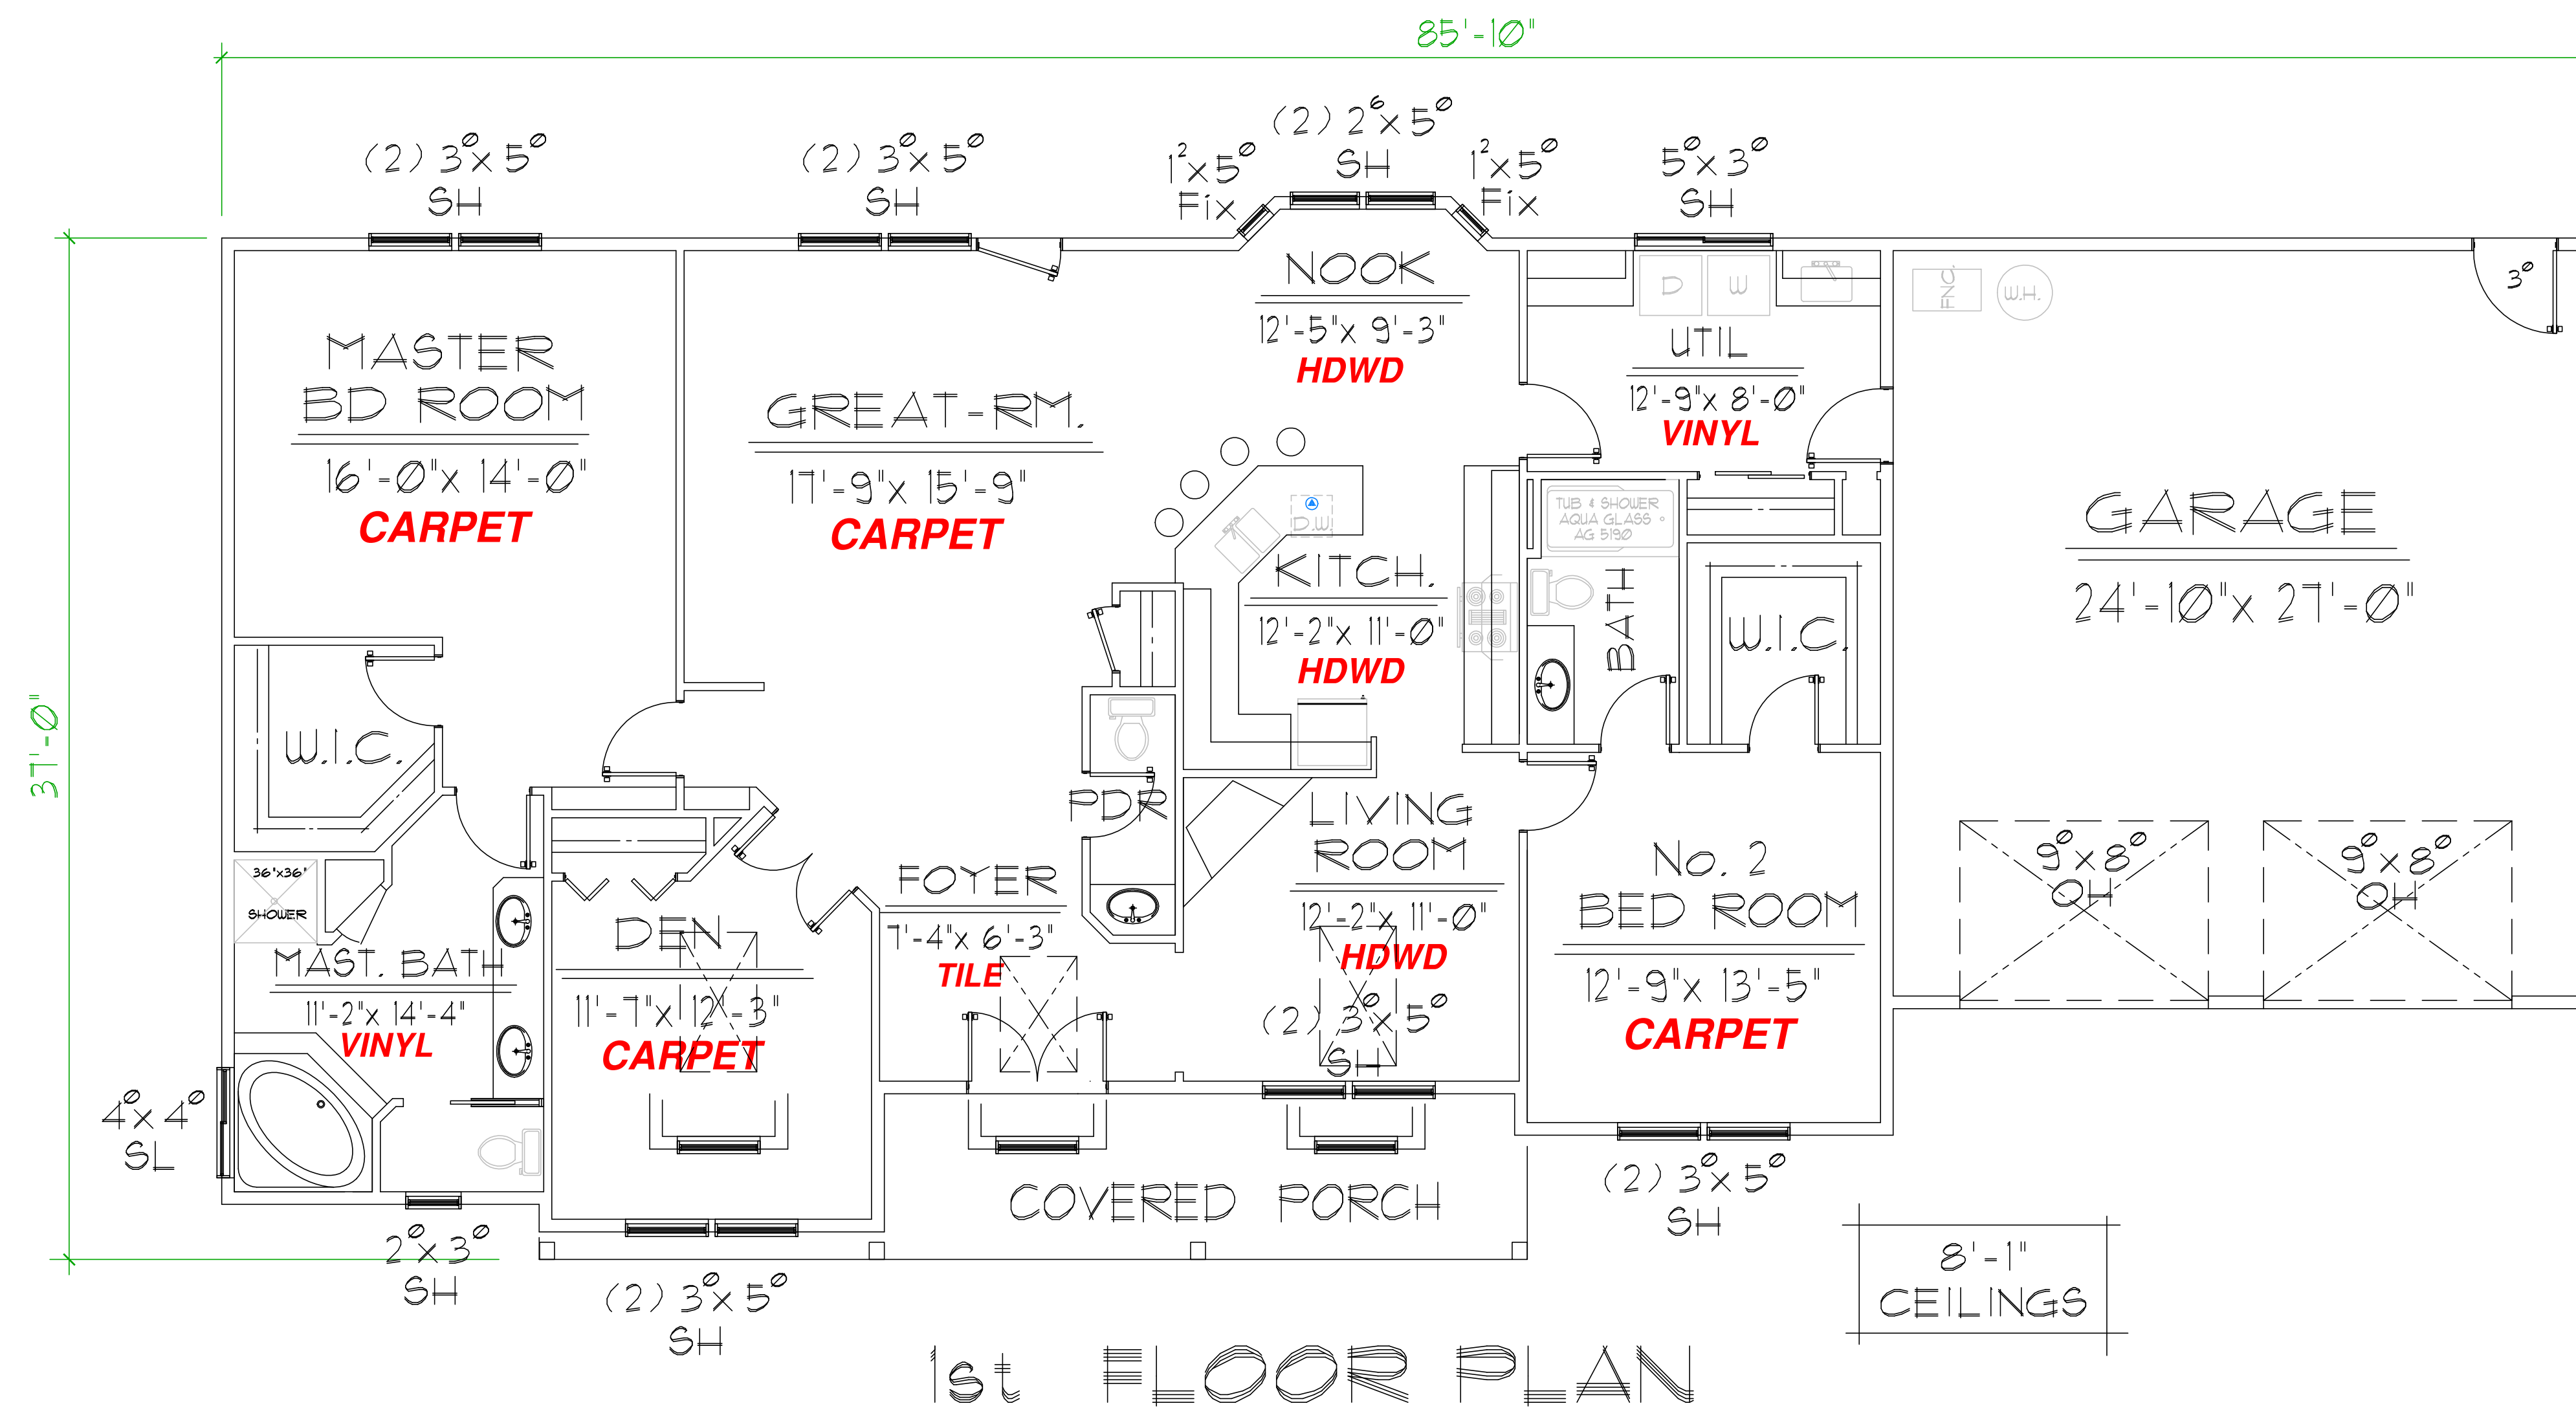 85'-10"
(2) 3⁰x 5⁰
SH
(2) 3⁰x 5⁰
SH
1²x5⁰
Fix
(2) 2⁶x 5⁰
SH
1²x5⁰
Fix
5⁰x 3⁰
SH
37'-0"
MASTER
BD ROOM
16'-0"x 14'-0"
CARPET
GREAT-RM.
17'-9"x 15'-9"
CARPET
NOOK
12'-5"x 9'-3"
HDWD
D
W
UTIL
12'-9"x 8'-0"
VINYL
FNC.
W.H.
3⁰
D.W.
KITCH.
12'-2"x 11'-0"
HDWD
TUB & SHOWER
AQUA GLASS
AG 5190
BATH
W.I.C.
GARAGE
24'-10"x 27'-0"
W.I.C.
36'x36'
SHOWER
MAST. BATH
11'-2"x 14'-4"
VINYL
DEN
11'-7"x 12'-3"
CARPET
FOYER
7'-4"x 6'-3"
TILE
PDR
LIVING
ROOM
12'-2"x 11'-0"
HDWD
(2) 3⁰x 5⁰
SH
No. 2
BED ROOM
12'-9"x 13'-5"
CARPET
9⁰x 8⁰
OH
9⁰x 8⁰
OH
4⁰x 4⁰
SL
2⁰x 3⁰
SH
(2) 3⁰x 5⁰
SH
COVERED PORCH
(2) 3⁰x 5⁰
SH
8'-1"
CEILINGS
1st FLOOR PLAN